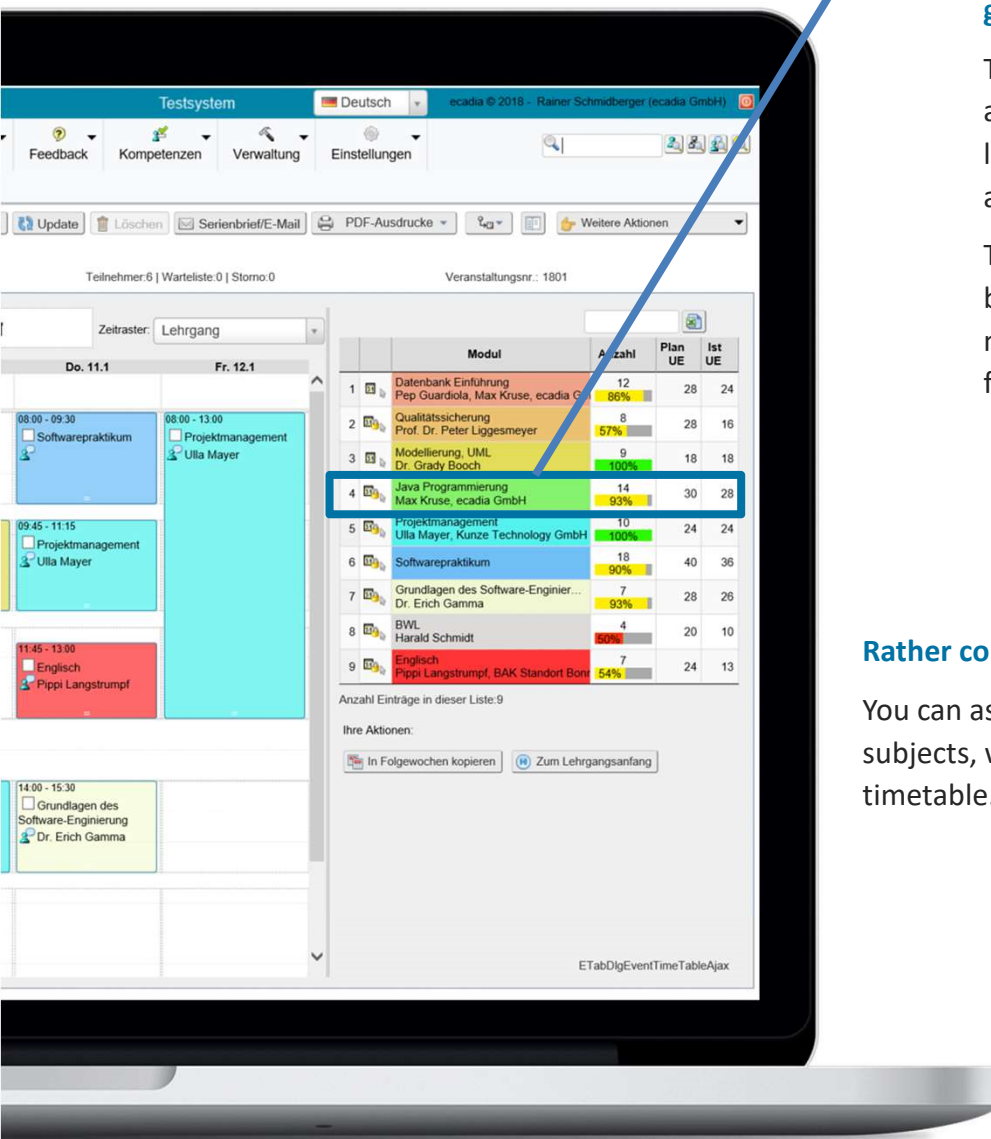 Testsystem
Deutsch
ecadia © 2018 - Rainer Schmidberger (ecadia GmbH)
Feedback
Kompetenzen
Verwaltung
Einstellungen
Update
Löschen
Serienbrief/E-Mail
PDF-Ausdrucke
Weitere Aktionen
Teilnehmer:6 | Warteliste:0 | Storno:0
Veranstaltungsnr.: 1801
Zeitraster:
Lehrgang
Do. 11.1
Fr. 12.1
08:00 - 09:30
Softwarepraktikum
08:00 - 13:00
Projektmanagement
Ulla Mayer
09:45 - 11:15
Projektmanagement
Ulla Mayer
11:45 - 13:00
Englisch
Pippi Langstrumpf
14:00 - 15:30
Grundlagen des
Software-Enginierung
Dr. Erich Gamma
Modul Plan UE Ist UE
1 Datenbank Einführung 12 28 24
Pep Guardiola, Max Kruse, ecadia 86%
2 Qualitätssicherung 8 28 16
Prof. Dr. Peter Liggesmeyer 57%
3 Modellierung, UML 9 18 18
Dr. Grady Booch 100%
4 Java Programmierung 14 30 28
Max Kruse, ecadia GmbH 93%
5 Projektmanagement 10 24 24
Ulla Mayer, Kunze Technology GmbH 100%
6 Softwarepraktikum 18 40 36
90%
7 Grundlagen des Software-Enginier... 7 28 26
Dr. Erich Gamma 93%
8 BWL 4 20 10
Harald Schmidt 50%
9 Englisch 7 24 13
Pippi Langstrumpf, BAK Standort Bonn 54%
Anzahl Einträge in dieser Liste:9
Ihre Aktionen:
In Folgewochen kopieren
Zum Lehrgangsanfang
ETabDlgEventTimeTableAjax
Rather co
You can as
subjects,
timetable.